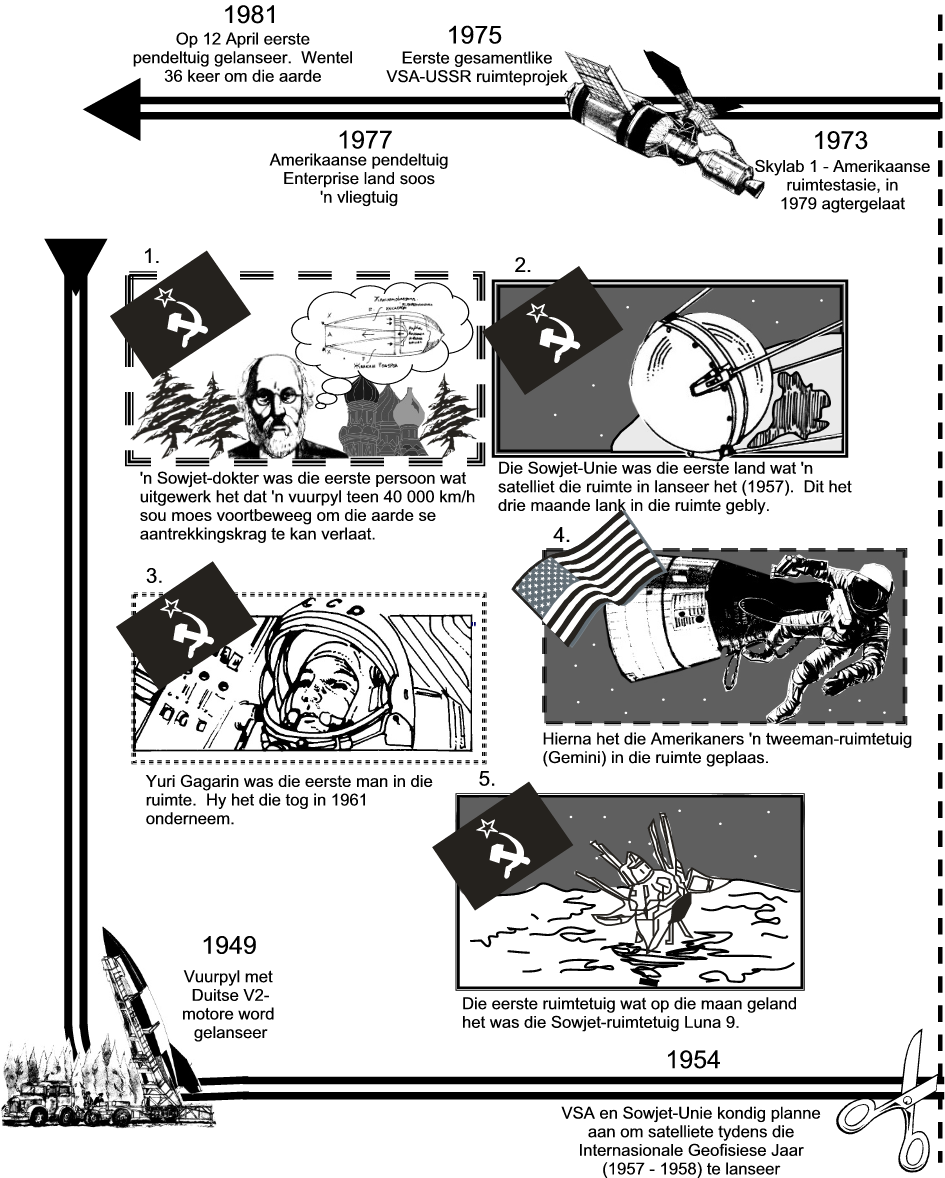 1981
Op 12 April eerste
pendeltuig gelanseer. Wentel
36 keer om die aarde
1975
Eerste gesamentlike
VSA-USSR ruimteprojek
1977
Amerikaanse pendeltuig
Enterprise land soos
'n vliegtuig
1973
Skylab 1 - Amerikaanse
ruimtestasie, in
1979 agtergelaat
1.
'n Sowjet-dokter was die eerste persoon wat
uitgewerk het dat 'n vuurpyl teen 40 000 km/h
sou moes voortbeweeg om die aarde se
aantrekkingskrag te kan verlaat.
2.
Die Sowjet-Unie was die eerste land wat 'n
satelliet die ruimte in lanseer het (1957). Dit het
drie maande lank in die ruimte gebly.
3.
CCP
Yuri Gagarin was die eerste man in die
ruimte. Hy het die tog in 1961
onderneem.
4.
Hierna het die Amerikaners 'n tweeman-ruimtetuig
(Gemini) in die ruimte geplaas.
5.
Die eerste ruimtetuig wat op die maan geland
het was die Sowjet-ruimtetuig Luna 9.
1949
Vuurpyl met
Duitse V2-
motore word
gelanseer
1954
VSA en Sowjet-Unie kondig planne
aan om satelliete tydens die
Internasionale Geofisiese Jaar
(1957 - 1958) te lanseer